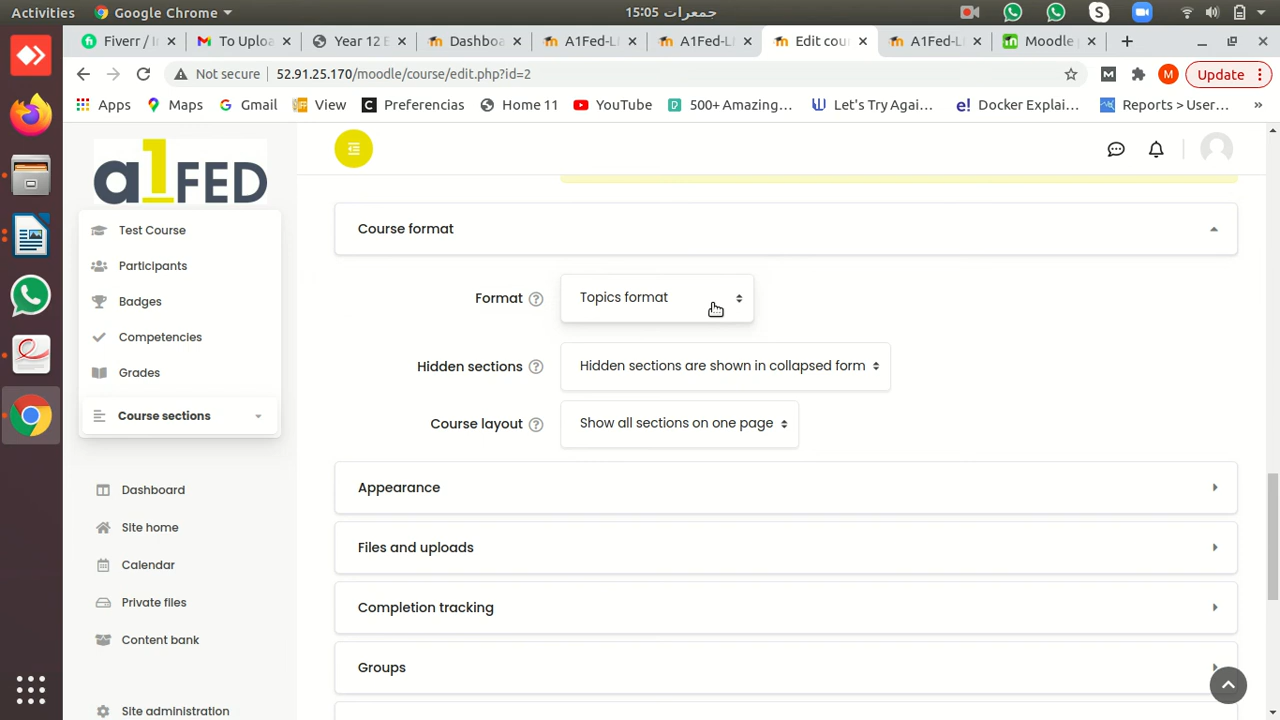 Activities
Google Chrome
15:05 جمعرات
Fiverr / In
To Uploa
Year 12 E
Dashboa
A1Fed-LM
A1Fed-LM
Edit cou
A1Fed-LM
Moodle p
Not secure
52.91.25.170/moodle/course/edit.php?id=2
M
Update
Apps
Maps
Gmail
View
Preferencias
Home 11
YouTube
500+ Amazing...
Let's Try Agai...
Docker Explai...
Reports > User...
»
a1FED
Test Course
Participants
Badges
Competencies
Grades
Course sections
Dashboard
Site home
Calendar
Private files
Content bank
Site administration
Course format
Format
Topics format
Hidden sections
Hidden sections are shown in collapsed form
Course layout
Show all sections on one page
Appearance
Files and uploads
Completion tracking
Groups